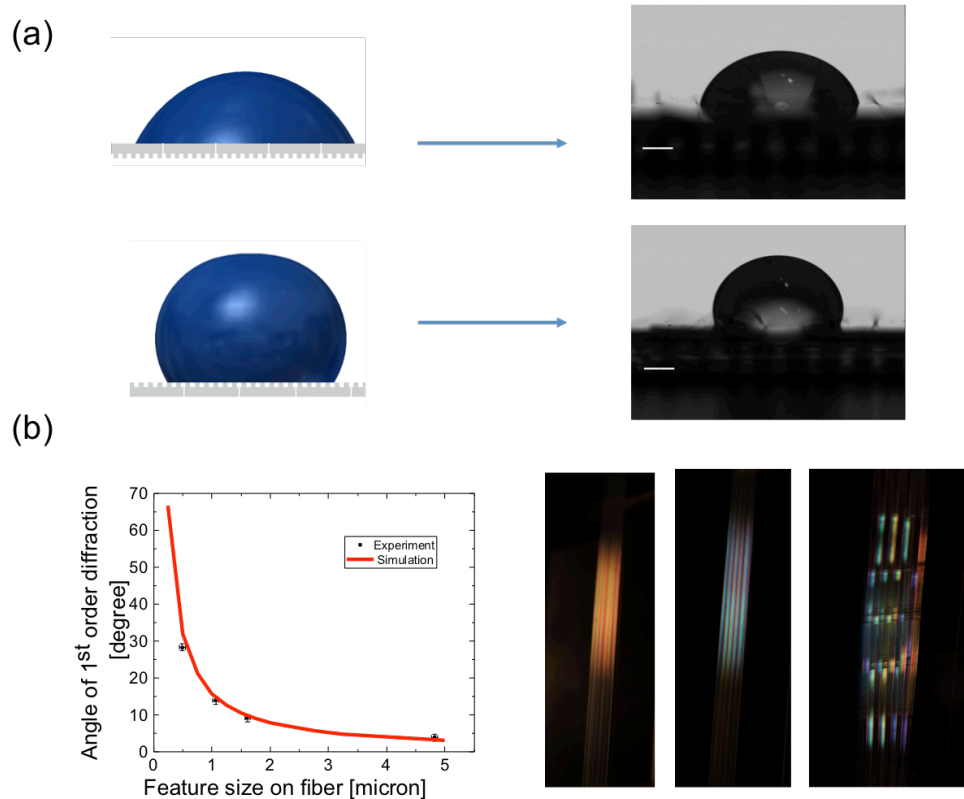 (a)
(b)
70
60
50
40
30
20
10
0
Angle of 1st order diffraction
[degree]
Experiment
Simulation
0
1
2
3
4
5
Feature size on fiber [micron]